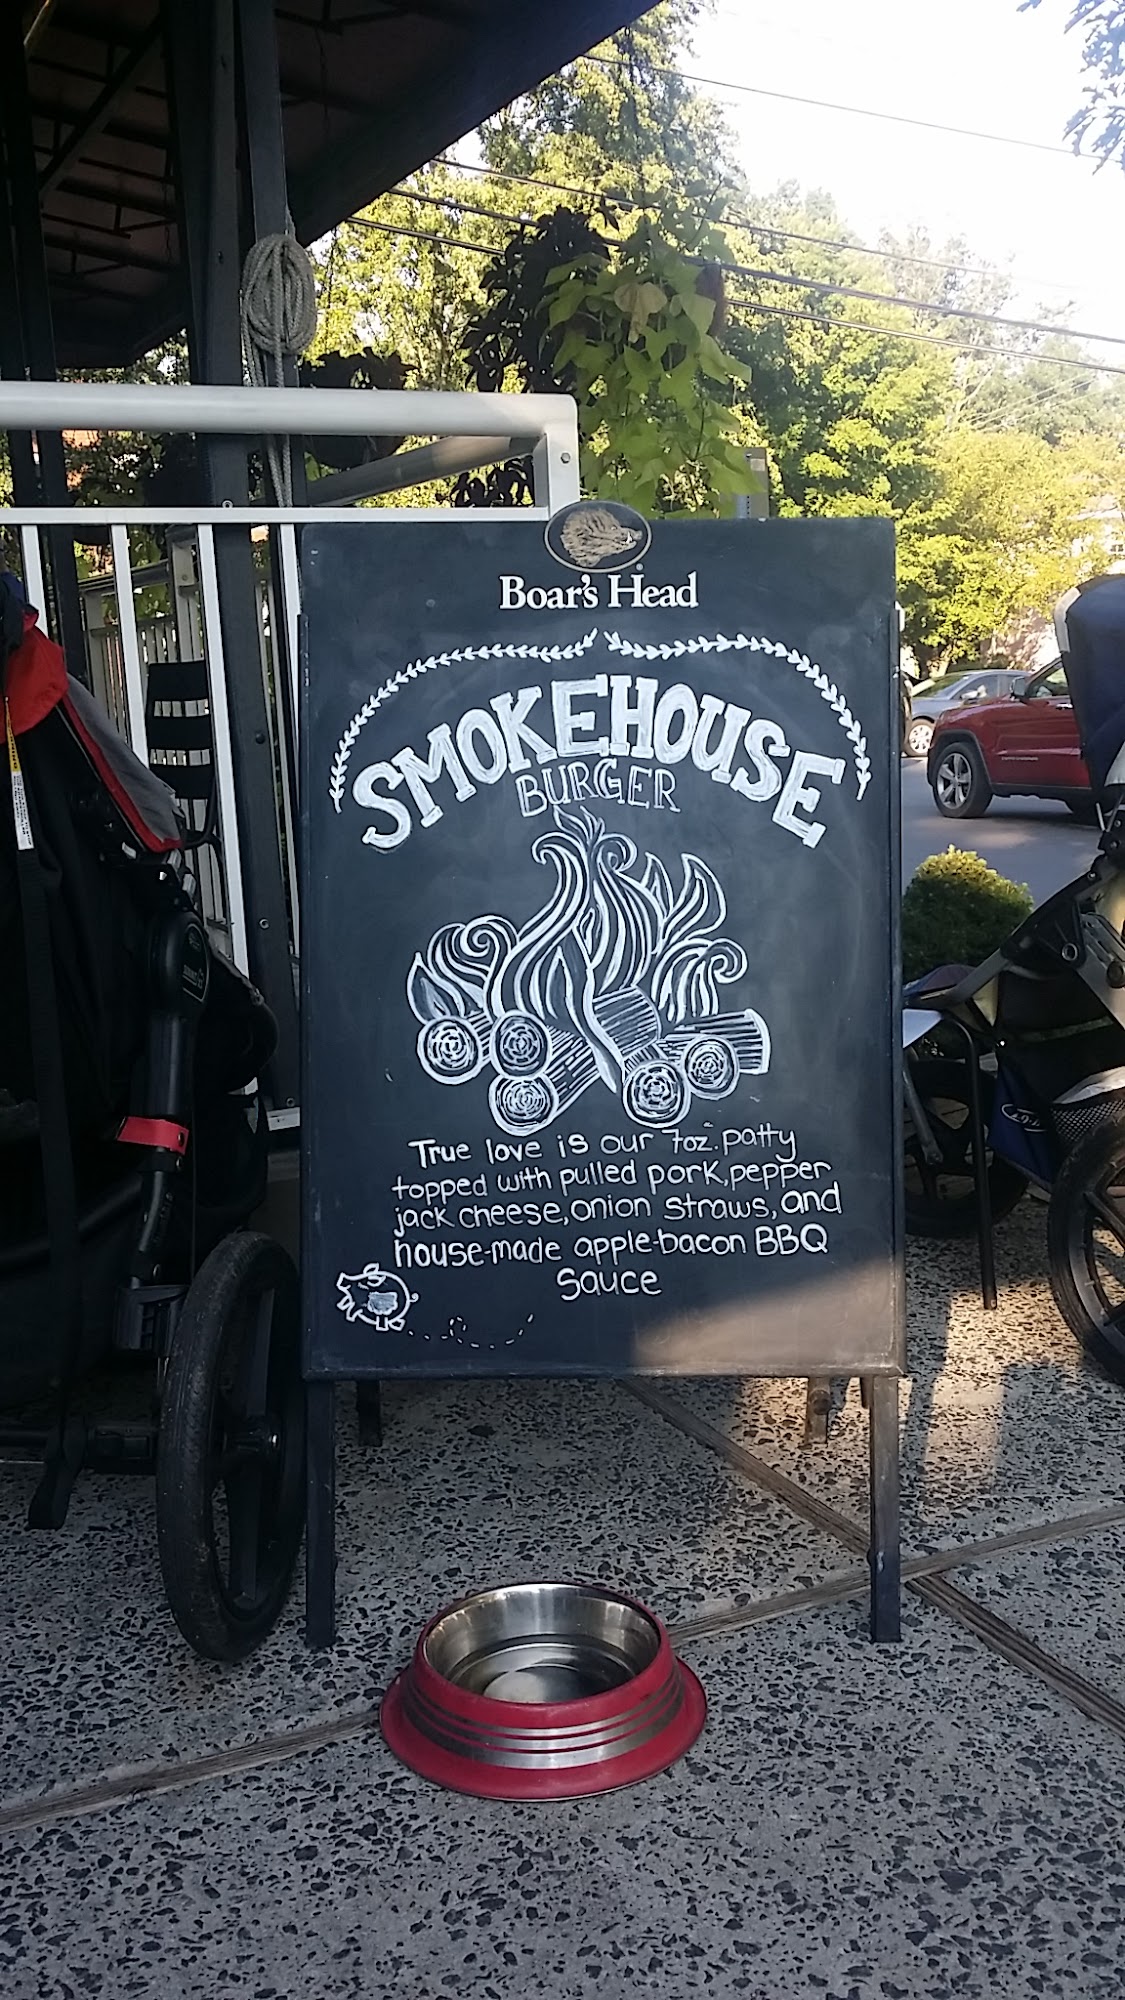 Boar's Head
SMOKEHOUSE
BURGER
True love is our 7oz. patty
topped with pulled pork, pepper
jack cheese, onion straws, and
house-made apple-bacon BBQ
sauce